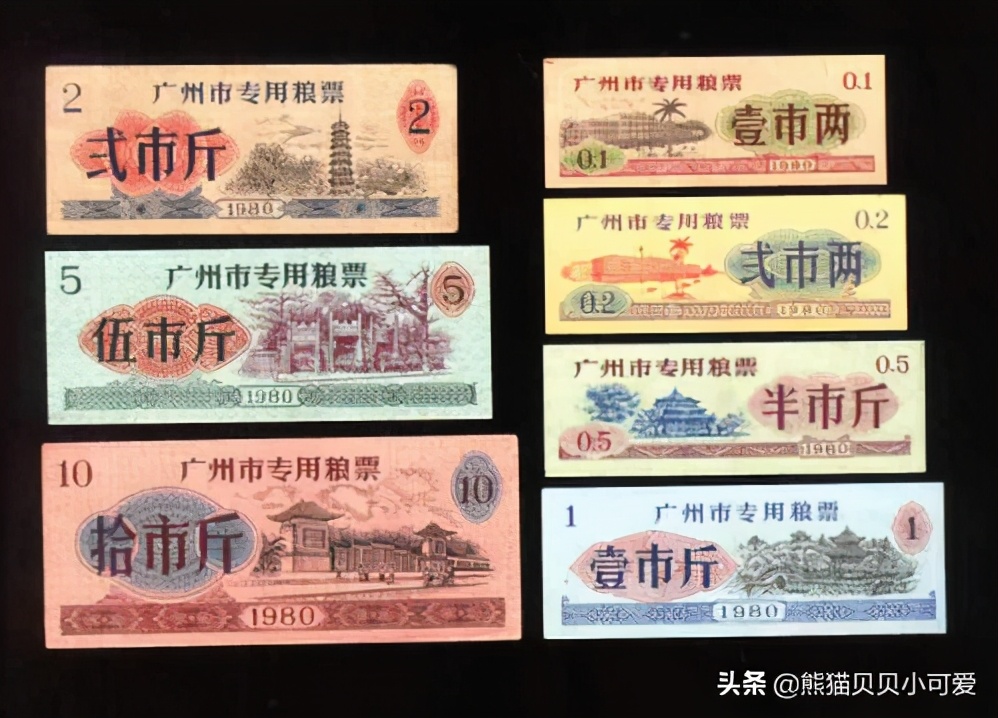 2 广州市专用粮票 2
弍市斤
1980
5 广州市专用粮票 5
伍市斤
1980
10 广州市专用粮票 10
拾市斤
1980
广州市专用粮票 0.1
壹市两
0.1
1980
广州市专用粮票 0.2
弍市两
0.2
1980
广州市专用粮票 0.5
半市斤
0.5
1980
1 广州市专用粮票 1
壹市斤
1980
头条 @熊猫贝贝小可爱